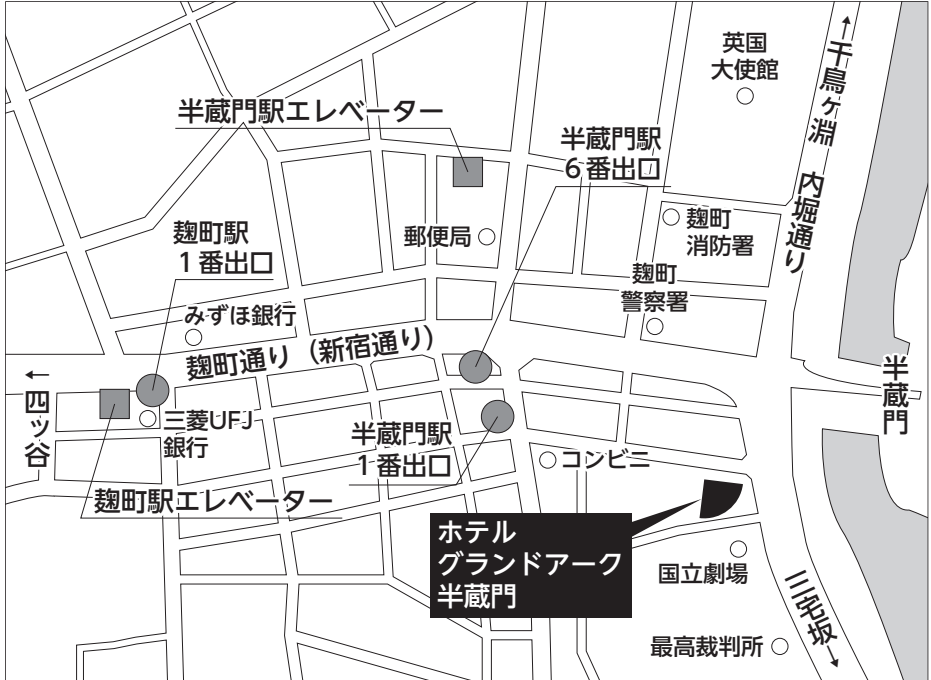 英国
大使館
↑
千鳥ヶ淵
内堀通り
半蔵門駅エレベーター
半蔵門駅
６番出口
麹町
消防署
郵便局
麹町駅
１番出口
麹町
警察署
みずほ銀行
麹町通り（新宿通り）
半蔵門
←
四ッ谷
三菱UFJ
銀行
半蔵門駅
１番出口
コンビニ
麹町駅エレベーター
ホテル
グランドアーク
半蔵門
国立劇場
三宅坂
↓
最高裁判所